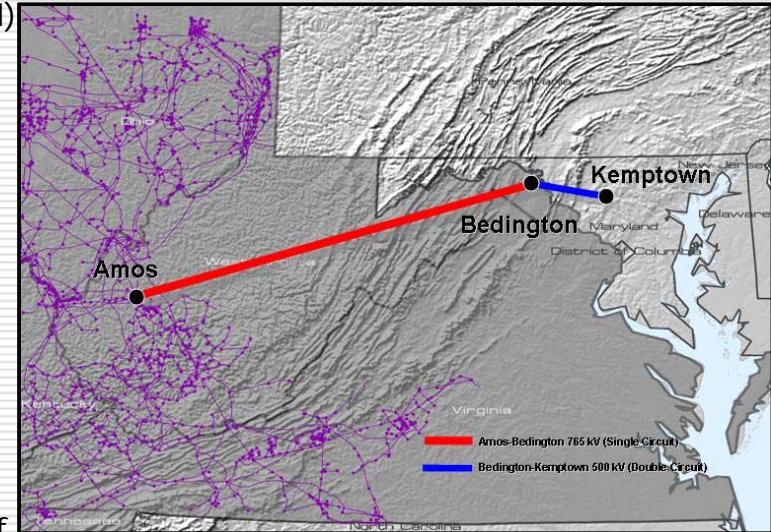 l)
Pennsylvania
Ohio
New Jersey
Kemptown
Delaware
Bedington
Maryland
District of Columbia
West Virginia
Amos
Kentucky
Virginia
Amos-Bedington 765 kV (Single Circuit)
Bedington-Kemptown 500 kV (Double Circuit)
f
Tennessee
North Carolina